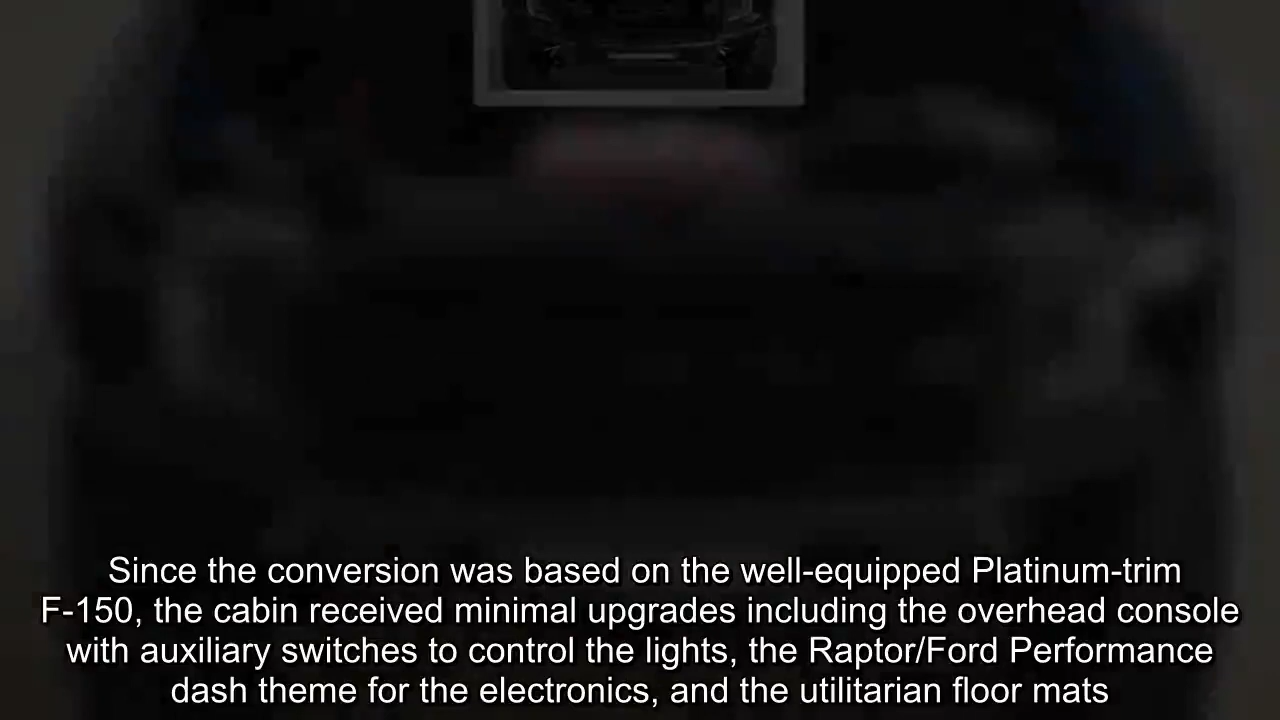 Since the conversion was based on the well-equipped Platinum-trim
F-150, the cabin received minimal upgrades including the overhead console
with auxiliary switches to control the lights, the Raptor/Ford Performance
dash theme for the electronics, and the utilitarian floor mats